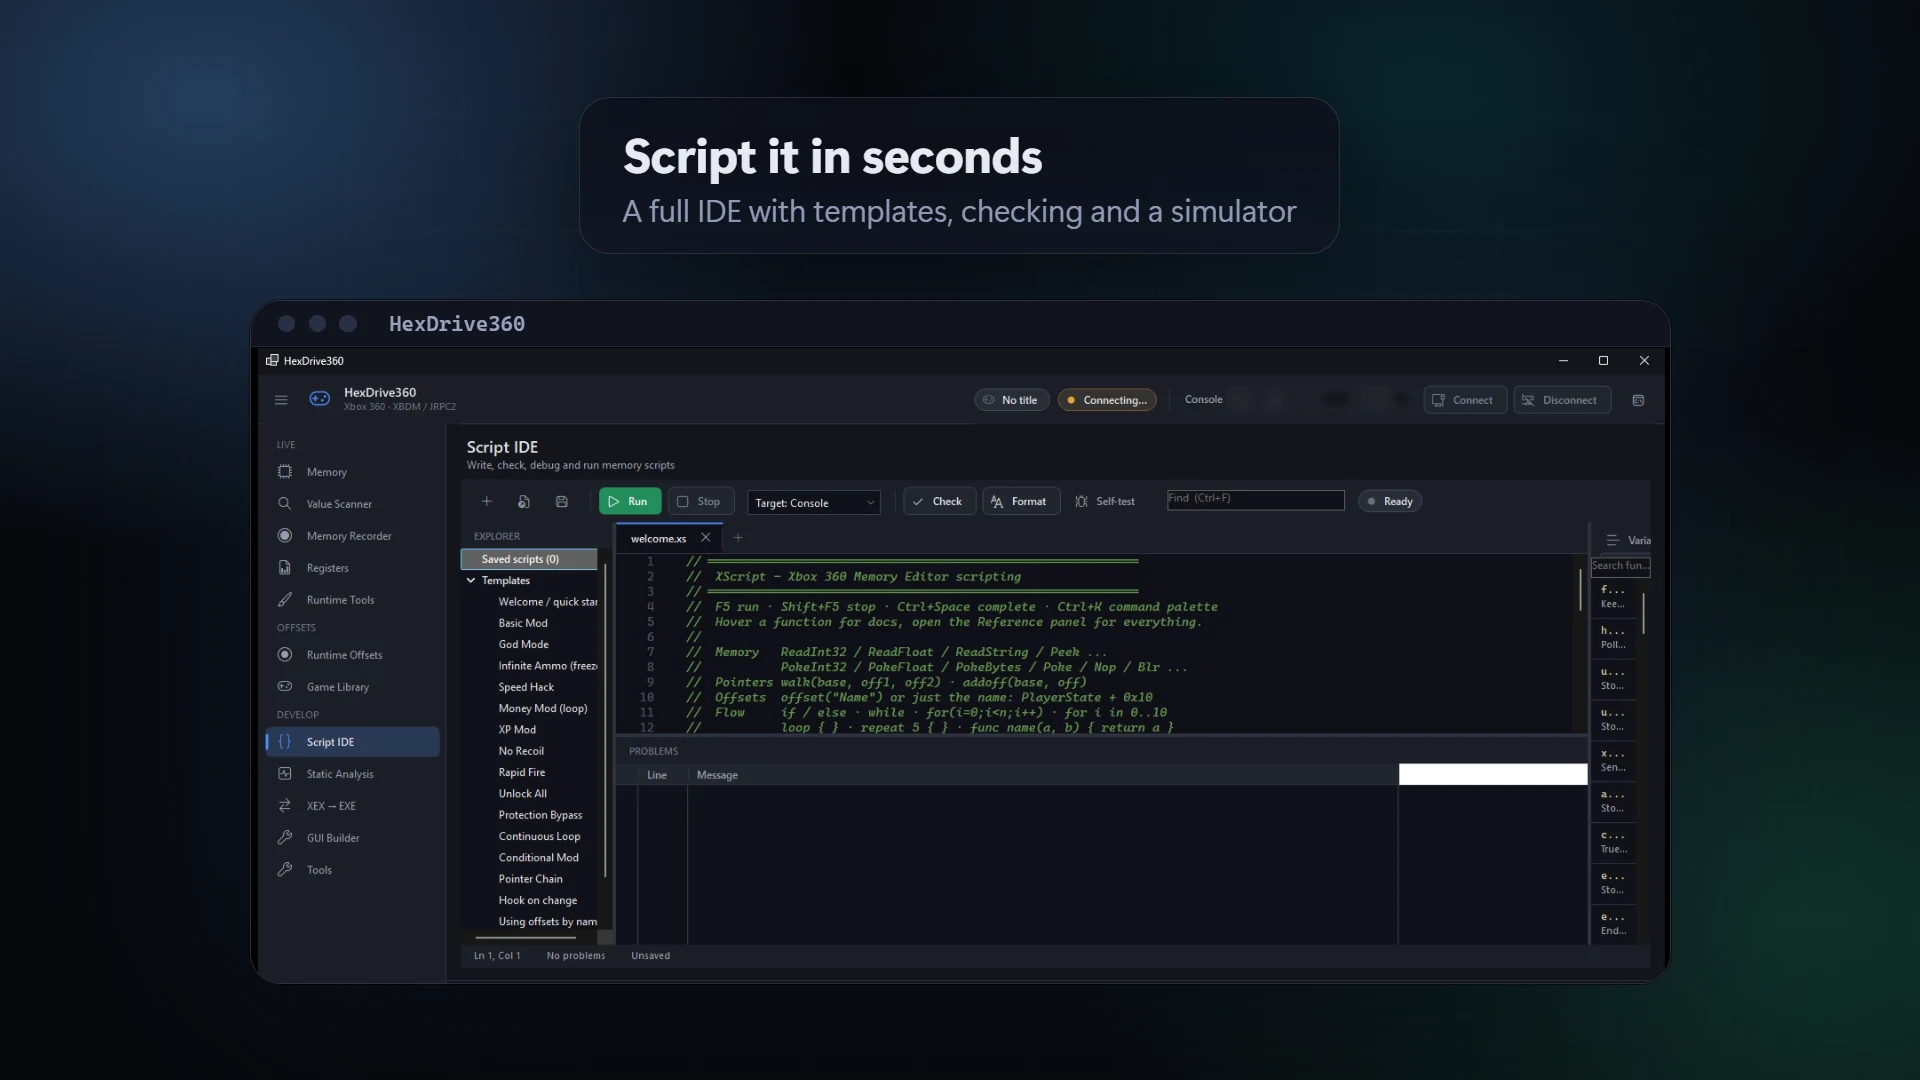 Script it in seconds
A full IDE with templates, checking and a simulator
HexDrive360
HexDrive360
HexDrive360
Xbox 360 · XBDM / JRPC2
No title
Connecting...
Console
Connect
Disconnect
LIVE
Memory
Value Scanner
Memory Recorder
Registers
Runtime Tools
OFFSETS
Runtime Offsets
Game Library
DEVELOP
Script IDE
Static Analysis
XEX → EXE
GUI Builder
Tools
Script IDE
Write, check, debug and run memory scripts
Run
Stop
Target: Console
Check
Format
Self-test
Find (Ctrl+F)
Ready
EXPLORER
Saved scripts (0)
Templates
Welcome / quick star
Basic Mod
God Mode
Infinite Ammo (freez
Speed Hack
Money Mod (loop)
XP Mod
No Recoil
Rapid Fire
Unlock All
Protection Bypass
Continuous Loop
Conditional Mod
Pointer Chain
Hook on change
Using offsets by nam
welcome.xs
1 // ═══════════════════════════════════════════
2 // XScript — Xbox 360 Memory Editor scripting
3 // ═══════════════════════════════════════════
4 // F5 run · Shift+F5 stop · Ctrl+Space complete · Ctrl+K command palette
5 // Hover a function for docs, open the Reference panel for everything.
6 //
7 // Memory ReadInt32 / ReadFloat / ReadString / Peek ...
8 // PokeInt32 / PokeFloat / PokeBytes / Poke / Nop / Blr ...
9 // Pointers walk(base, off1, off2) · addoff(base, off)
10 // Offsets offset("Name") or just the name: PlayerState + 0x10
11 // Flow if / else · while · for(i=0;i<n;i++) · for i in 0..10
12 // loop { } · repeat 5 { } · func name(a, b) { return a }
PROBLEMS
Line
Message
Varia
Search fun...
f...
Kee...
h...
Poll...
u...
Sto...
u...
Sto...
x...
Sen...
a...
Sto...
c...
True...
e...
Sto...
e...
End...
Ln 1, Col 1
No problems
Unsaved